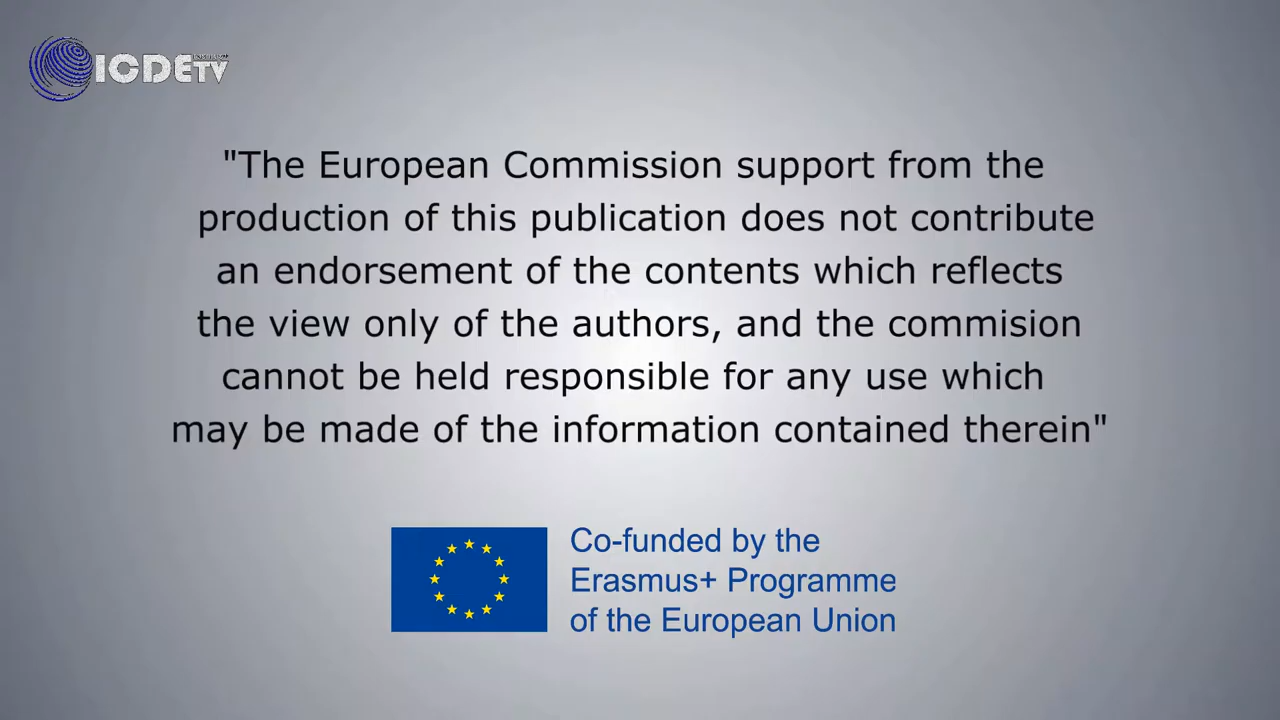 ICDETV
"The European Commission support from the
production of this publication does not contribute
an endorsement of the contents which reflects
the view only of the authors, and the commision
cannot be held responsible for any use which
may be made of the information contained therein"
Co-funded by the
Erasmus+ Programme
of the European Union